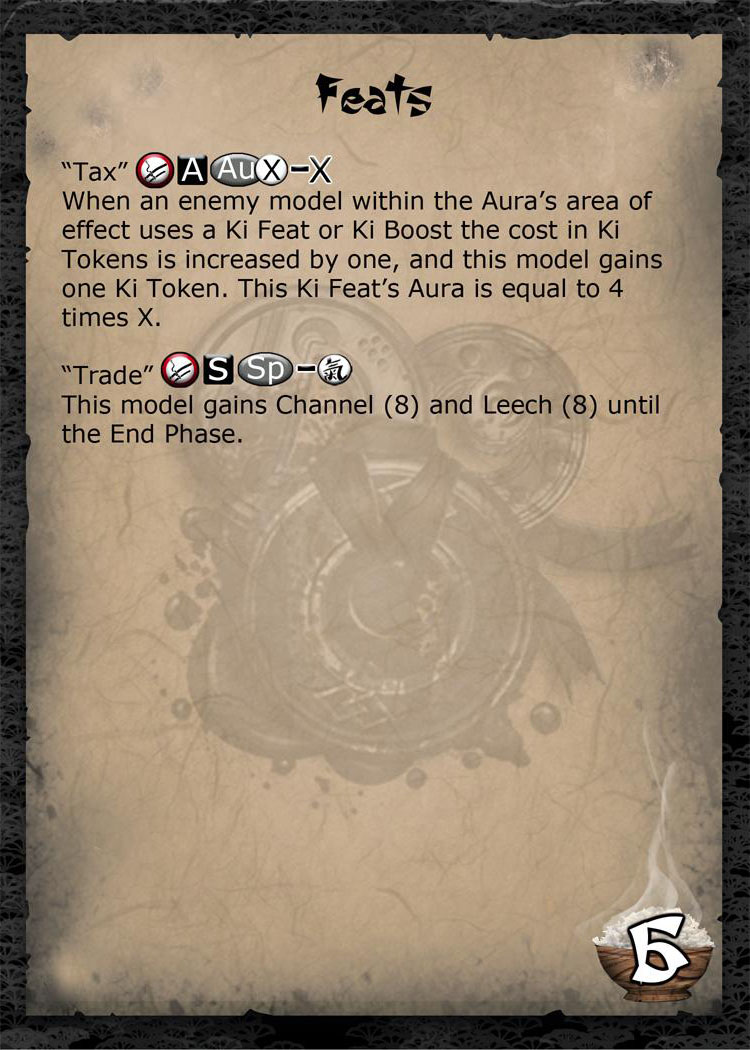 Feats
“Tax” A Au X -X
When an enemy model within the Aura’s area of
effect uses a Ki Feat or Ki Boost the cost in Ki
Tokens is increased by one, and this model gains
one Ki Token. This Ki Feat’s Aura is equal to 4
times X.
“Trade” S Sp -氣
This model gains Channel (8) and Leech (8) until
the End Phase.
5